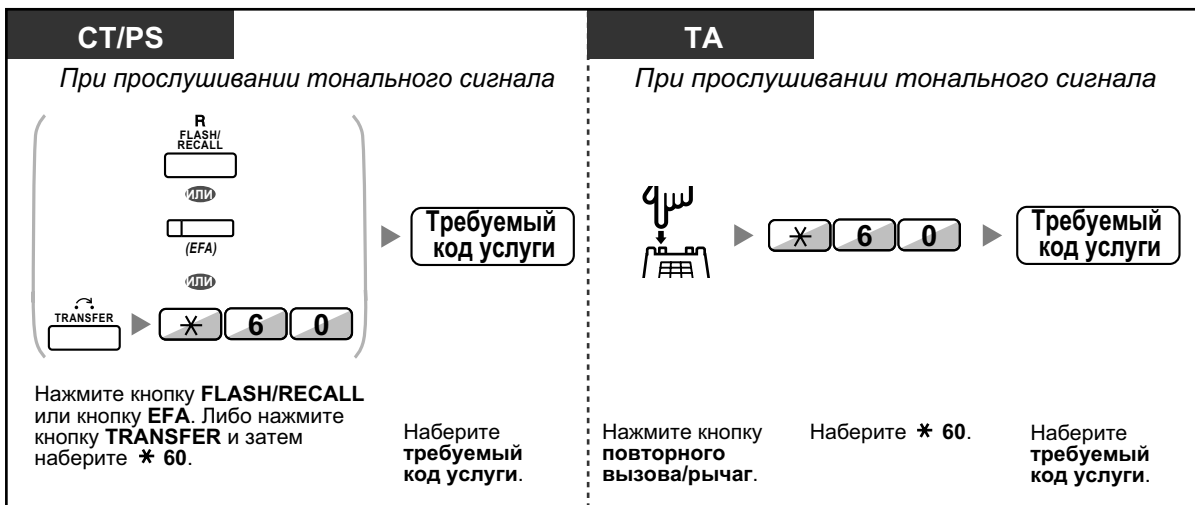 CT/PS
При прослушивании тонального сигнала
R
FLASH/
RECALL
или
(EFA)
или
TRANSFER
* 6 0
Требуемый
код услуги
Нажмите кнопку FLASH/RECALL
или кнопку EFA. Либо нажмите
кнопку TRANSFER и затем
наберите * 60.
Наберите
требуемый
код услуги.
TA
При прослушивании тонального сигнала
* 6 0
Требуемый
код услуги
Нажмите кнопку
повторного
вызова/рычаг.
Наберите * 60.
Наберите
требуемый
код услуги.